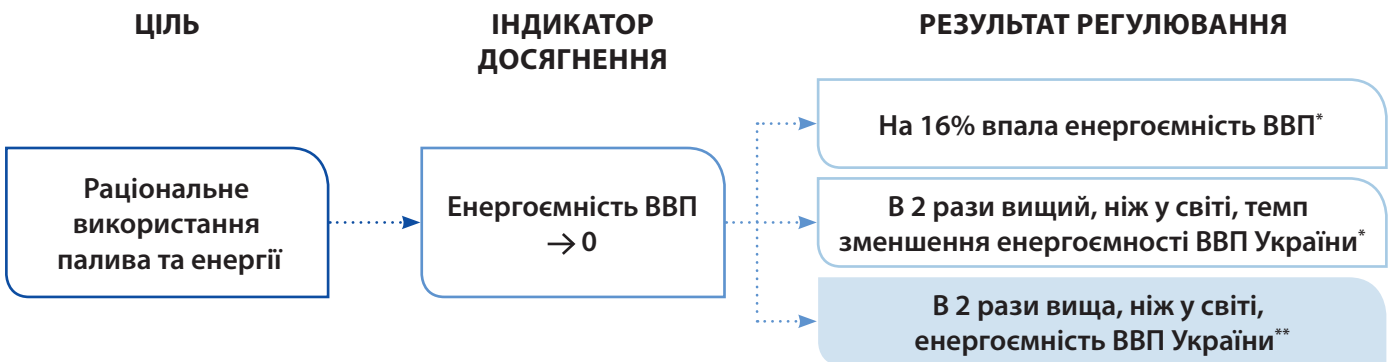 ЦІЛЬ
ІНДИКАТОР
ДОСЯГНЕННЯ
РЕЗУЛЬТАТ РЕГУЛЮВАННЯ
Раціональне
використання
палива та енергії
Енергоємність ВВП
→ 0
На 16% впала енергоємність ВВП*
В 2 рази вищий, ніж у світі, темп
зменшення енергоємності ВВП України*
В 2 рази вища, ніж у світі,
енергоємність ВВП України**